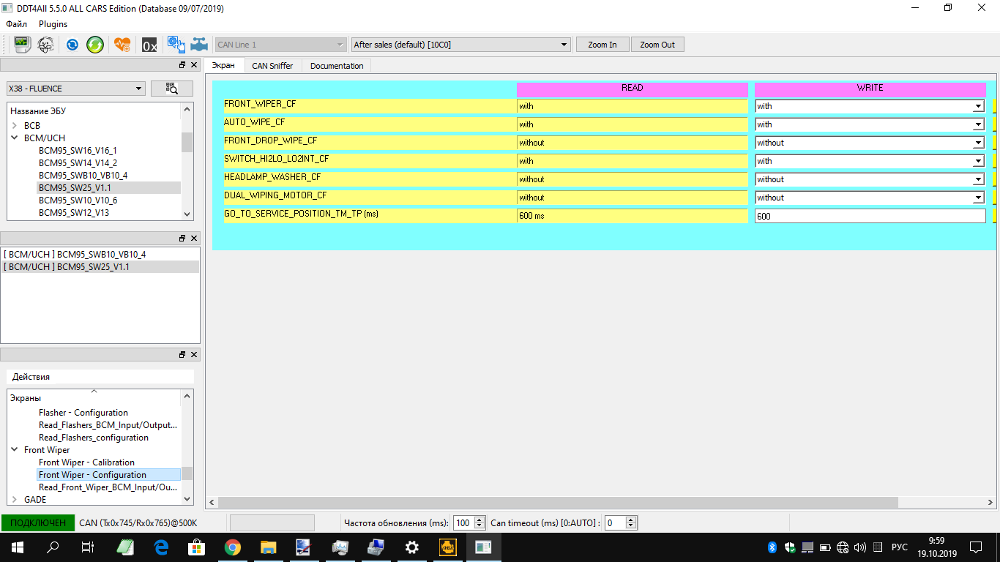 DDT4All 5.5.0 ALL CARS Edition (Database 09/07/2019)
Файл Plugins
0x
CAN Line 1
After sales (default) [10C0]
Zoom In
Zoom Out
X38 - FLUENCE
Название ЭБУ
BCB
BCM/UCH
BCM95_SW16_V16_1
BCM95_SW14_V14_2
BCM95_SWB10_VB10_4
BCM95_SW25_V1.1
BCM95_SW10_V10_6
BCM95_SW12_V13
[ BCM/UCH ] BCM95_SWB10_VB10_4
[ BCM/UCH ] BCM95_SW25_V1.1
Действия
Экраны
Flasher - Configuration
Read_Flashers_BCM_Input/Output...
Read_Flashers_configuration
Front Wiper
Front Wiper - Calibration
Front Wiper - Configuration
Read_Front_Wiper_BCM_Input/Ou...
GADE
Экран CAN Sniffer Documentation
READ WRITE
FRONT_WIPER_CF with with
AUTO_WIPE_CF with with
FRONT_DROP_WIPE_CF without without
SWITCH_HI2LO_LO2INT_CF with with
HEADLAMP_WASHER_CF without without
DUAL_WIPING_MOTOR_CF without without
GO_TO_SERVICE_POSITION_TM_TP (ms) 600 ms 600
ПОДКЛЮЧЕН CAN (Tx0x745/Rx0x765)@500K Частота обновления (ms): 100 Can timeout (ms) [0:AUTO] : 0
CHECK
РУС
9:59
19.10.2019